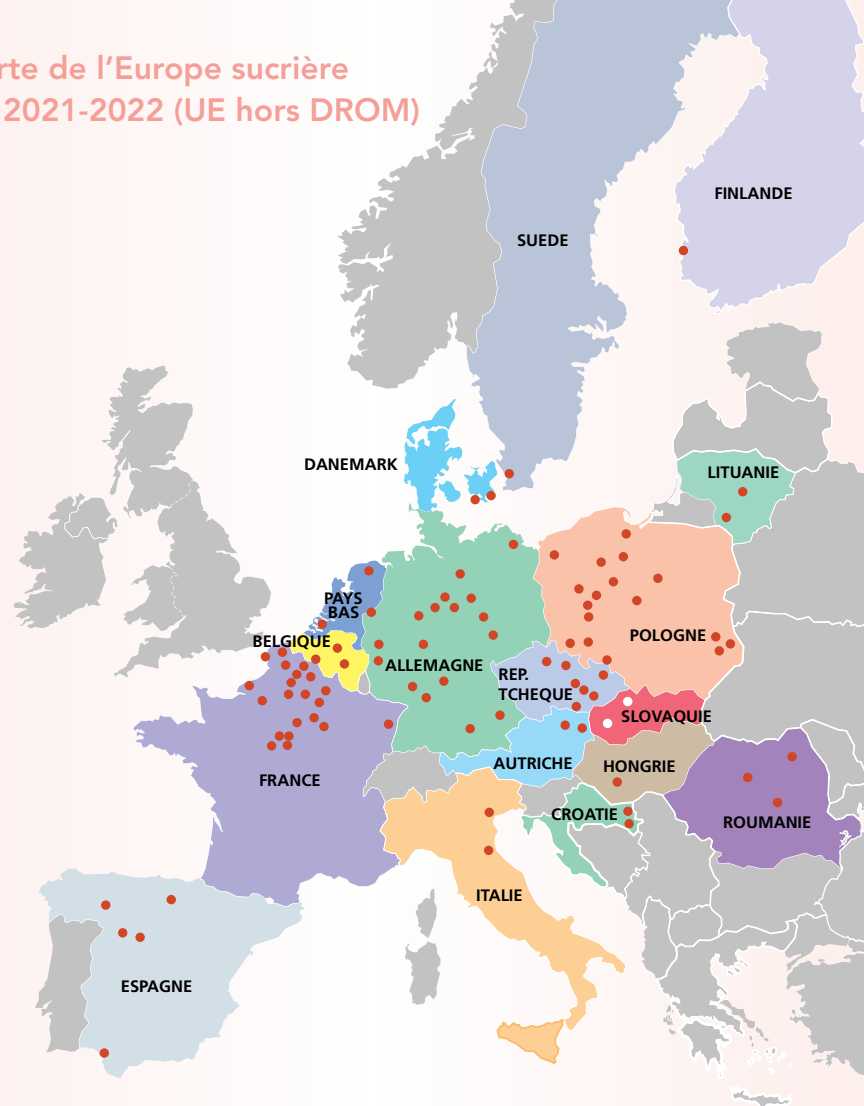 rte de l'Europe sucrière
2021-2022 (UE hors DROM)
FINLANDE
SUEDE
DANEMARK
LITUANIE
PAYS
BAS
BELGIQUE
POLOGNE
ALLEMAGNE
REP.
TCHEQUE
SLOVAQUIE
AUTRICHE
HONGRIE
FRANCE
CROATIE
ROUMANIE
ITALIE
ESPAGNE